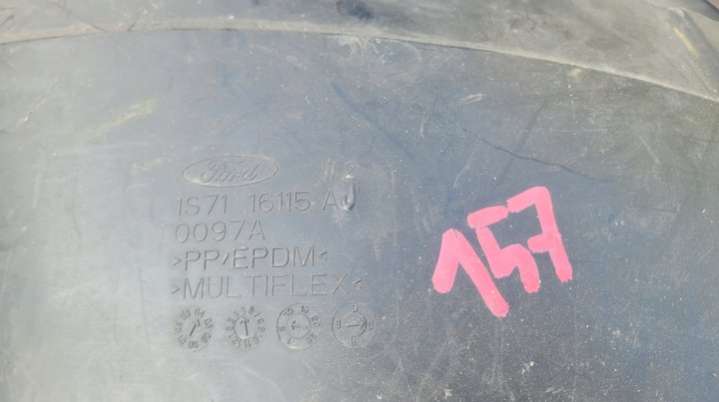 Ford
1S71 16115 AJ
0097A
>PP/EPDM<
>MULTIFLEX<
157